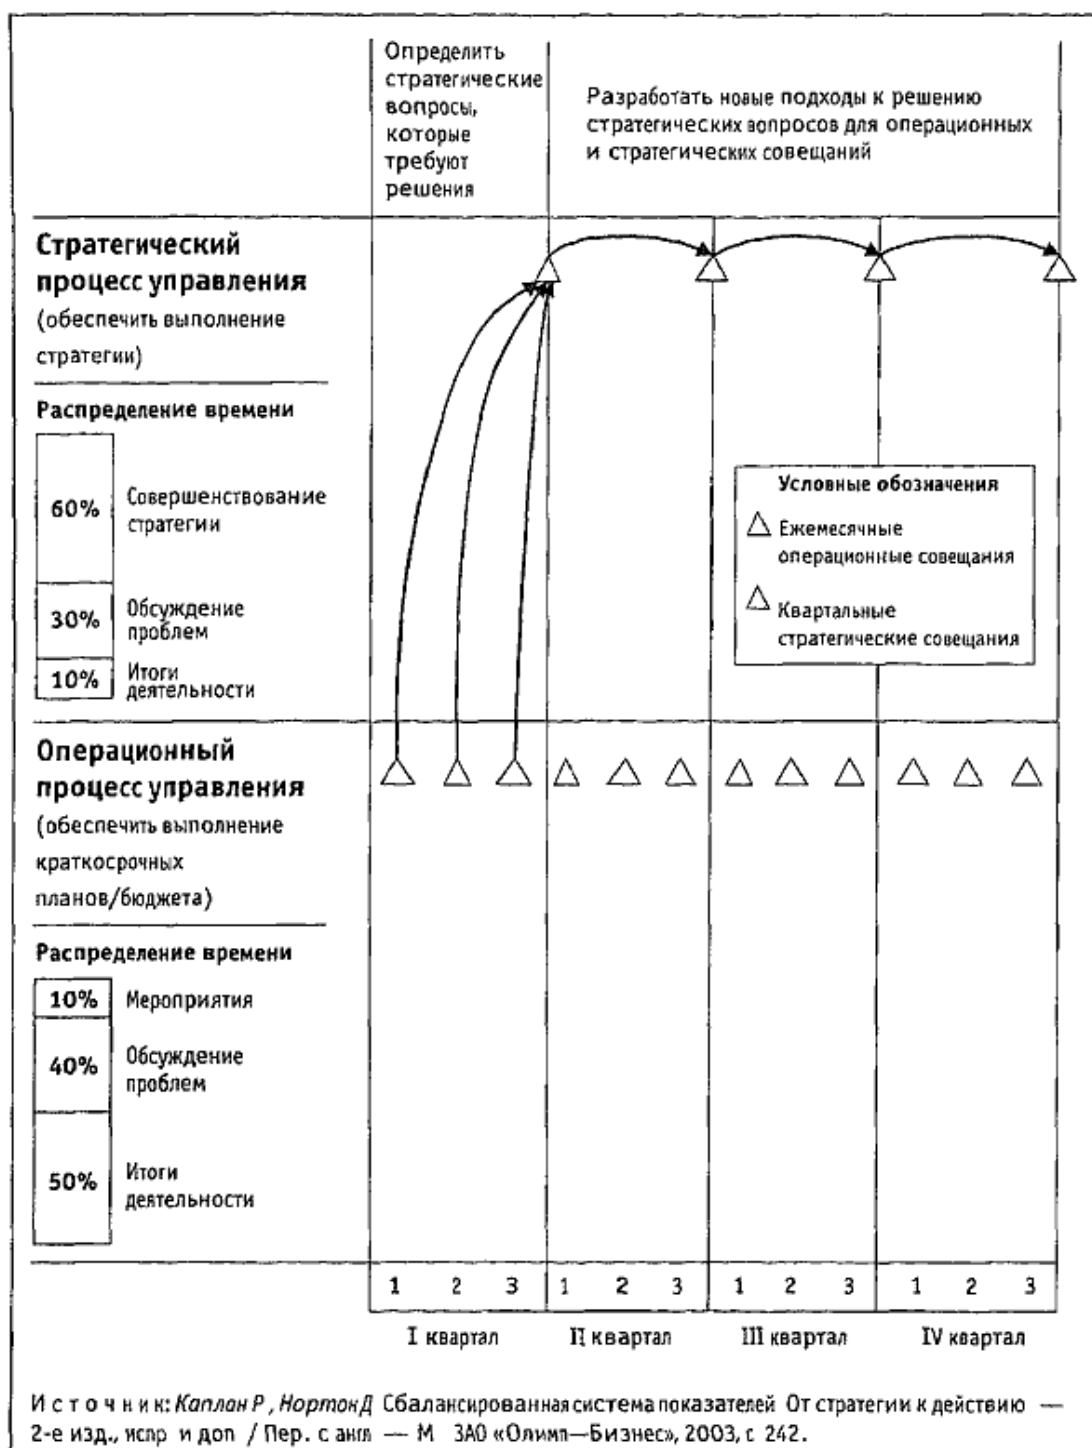 Определить
стратегические
вопросы,
которые
требуют
решения
Разработать новые подходы к решению
стратегических вопросов для операционных
и стратегических совещаний
Стратегический
процесс управления
(обеспечить выполнение
стратегии)
Распределение времени
60% Совершенствование
стратегии
30% Обсуждение
проблем
10% Итоги
деятельности
Условные обозначения
Ежемесячные
операционные совещания
Квартальные
стратегические совещания
Операционный
процесс управления
(обеспечить выполнение
краткосрочных
планов/бюджета)
Распределение времени
10% Мероприятия
40% Обсуждение
проблем
50% Итоги
деятельности
1 2 3 1 2 3 1 2 3 1 2 3
I квартал II квартал III квартал IV квартал
Источник: Каплан Р, Нортон Д Сбалансированная система показателей От стратегии к действию —
2-е изд., испр и доп / Пер. с англ — М ЗАО «Олимп—Бизнес», 2003, с 242.